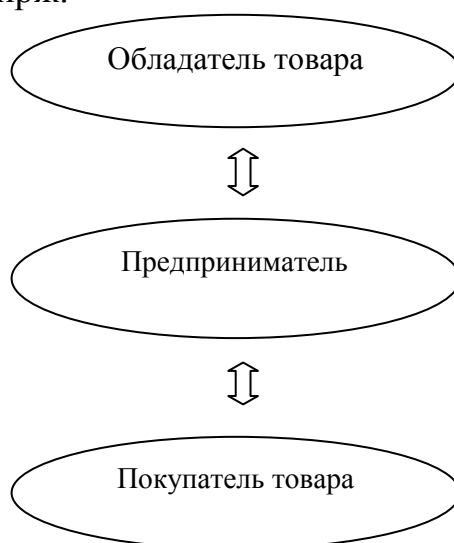 Обладатель товара
Предприниматель
Покупатель товара